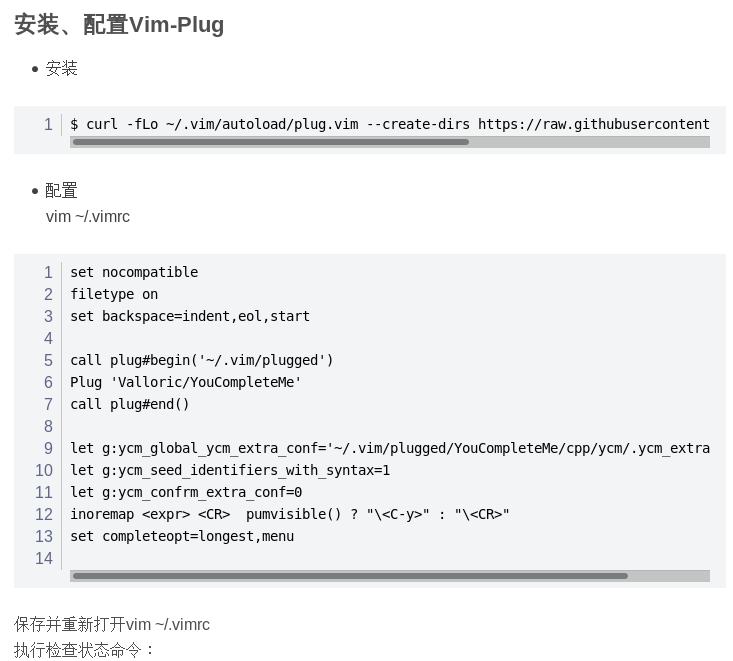 安装、配置Vim-Plug
• 安装
1 $ curl -fLo ~/.vim/autoload/plug.vim --create-dirs https://raw.githubusercontent
• 配置
vim ~/.vimrc
1 set nocompatible
2 filetype on
3 set backspace=indent,eol,start
4
5 call plug#begin('~/.vim/plugged')
6 Plug 'Valloric/YouCompleteMe'
7 call plug#end()
8
9 let g:ycm_global_ycm_extra_conf='~/.vim/plugged/YouCompleteMe/cpp/ycm/.ycm_extra
10 let g:ycm_seed_identifiers_with_syntax=1
11 let g:ycm_confrm_extra_conf=0
12 inoremap <expr> <CR>  pumvisible() ? "\<C-y>" : "\<CR>"
13 set completeopt=longest,menu
14
保存并重新打开vim ~/.vimrc
执行检查状态命令：